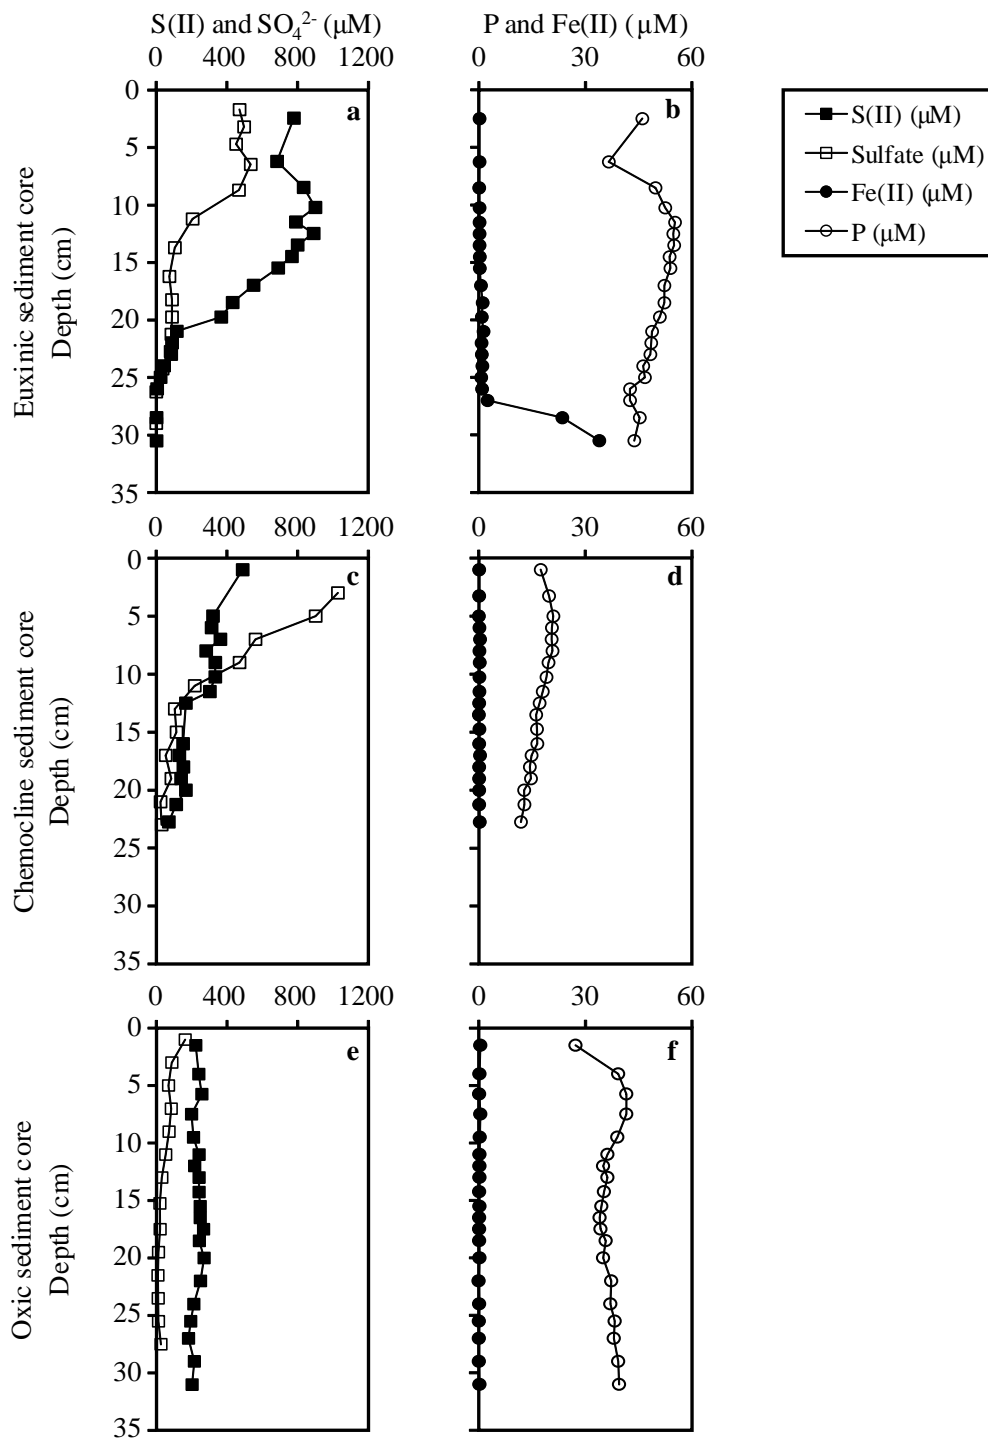 S(II) and SO₄²⁻ (μM)
P and Fe(II) (μM)
0 400 800 1200
0 30 60
S(II) (μM)
Sulfate (μM)
Fe(II) (μM)
P (μM)
Euxinic sediment core
Depth (cm)
0
5
10
15
20
25
30
35
a
b
0 400 800 1200
0 30 60
Chemocline sediment core
Depth (cm)
0
5
10
15
20
25
30
35
c
d
0 400 800 1200
0 30 60
Oxic sediment core
Depth (cm)
0
5
10
15
20
25
30
35
e
f